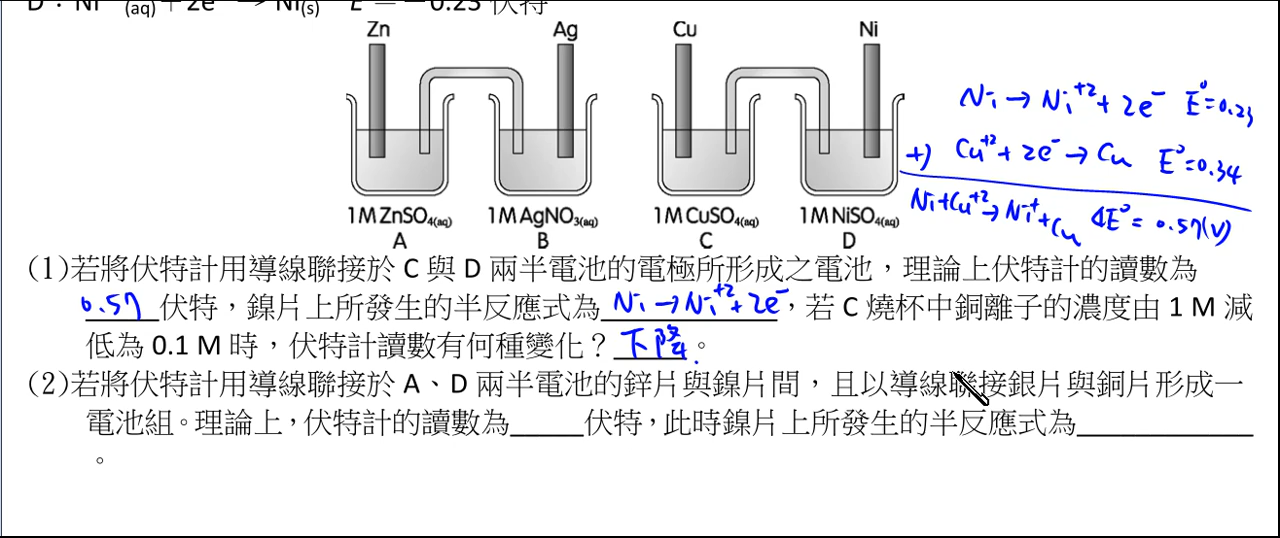 D：Ni (aq) + 2e⁻ → Ni(s) E = −0.23 伏特
Zn Ag Cu Ni
1 M ZnSO4(aq) 1 M AgNO3(aq) 1 M CuSO4(aq) 1 M NiSO4(aq)
A B C D
Ni → Ni+2 + 2e⁻ E°=0.23
+) Cu+2 + 2e⁻ → Cu E°=0.34
Ni+Cu+2 → Ni+ + Cu ΔE° = 0.57(V)
(1)若將伏特計用導線聯接於 C 與 D 兩半電池的電極所形成之電池，理論上伏特計的讀數為
0.57 伏特，鎳片上所發生的半反應式為 Ni → Ni+2 + 2e⁻，若 C 燒杯中銅離子的濃度由 1 M 減
低為 0.1 M 時，伏特計讀數有何種變化？下降。
(2)若將伏特計用導線聯接於 A、D 兩半電池的鋅片與鎳片間，且以導線聯接銀片與銅片形成一
電池組。理論上，伏特計的讀數為_____伏特，此時鎳片上所發生的半反應式為____________
。